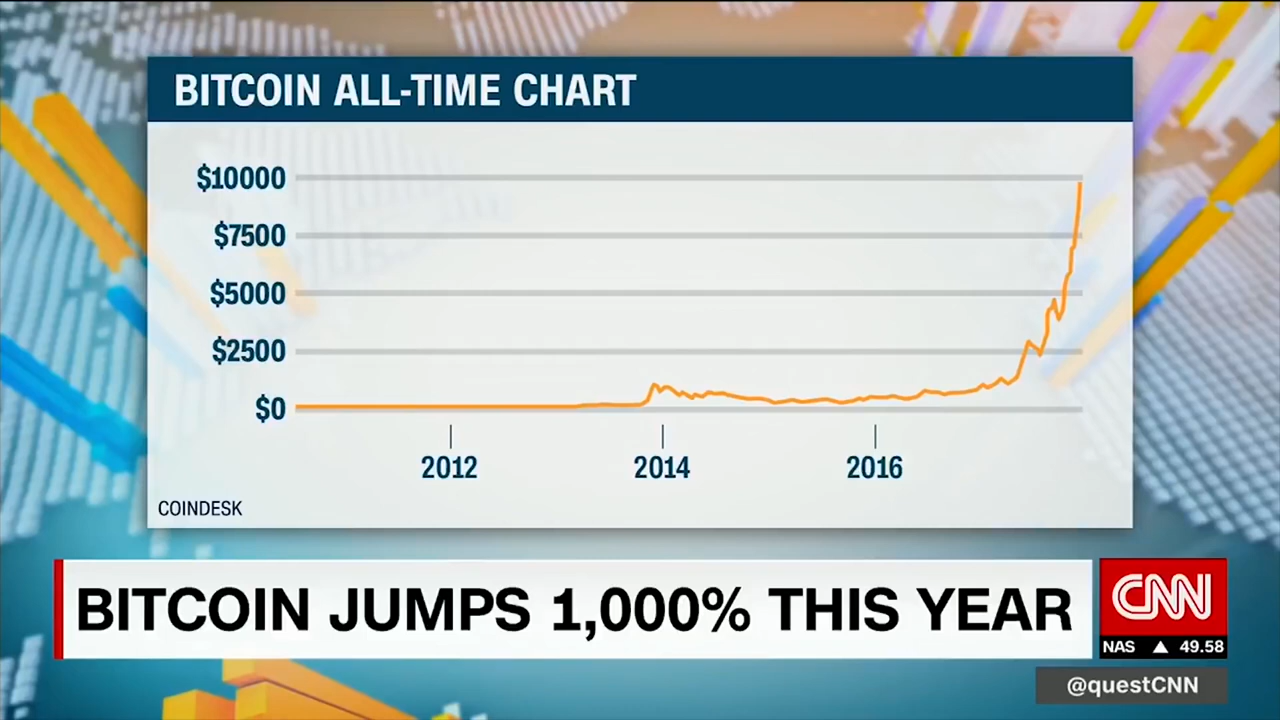 BITCOIN ALL-TIME CHART
$10000
$7500
$5000
$2500
$0
2012 2014 2016
COINDESK
BITCOIN JUMPS 1,000% THIS YEAR
CNN
NAS ▲ 49.58
@questCNN